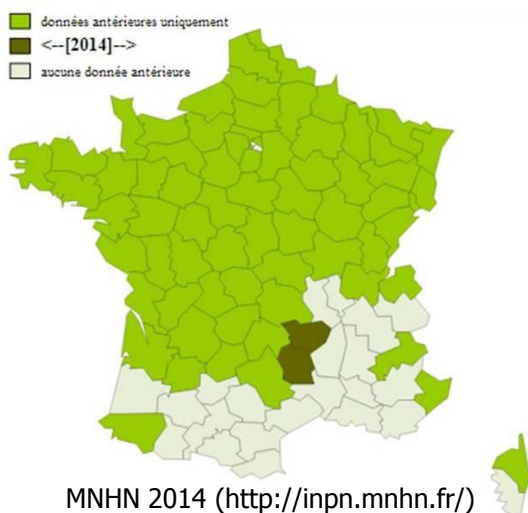 données antérieures uniquement
<--[2014]-->
aucune donnée antérieure
MNHN 2014 (http://inpn.mnhn.fr/)